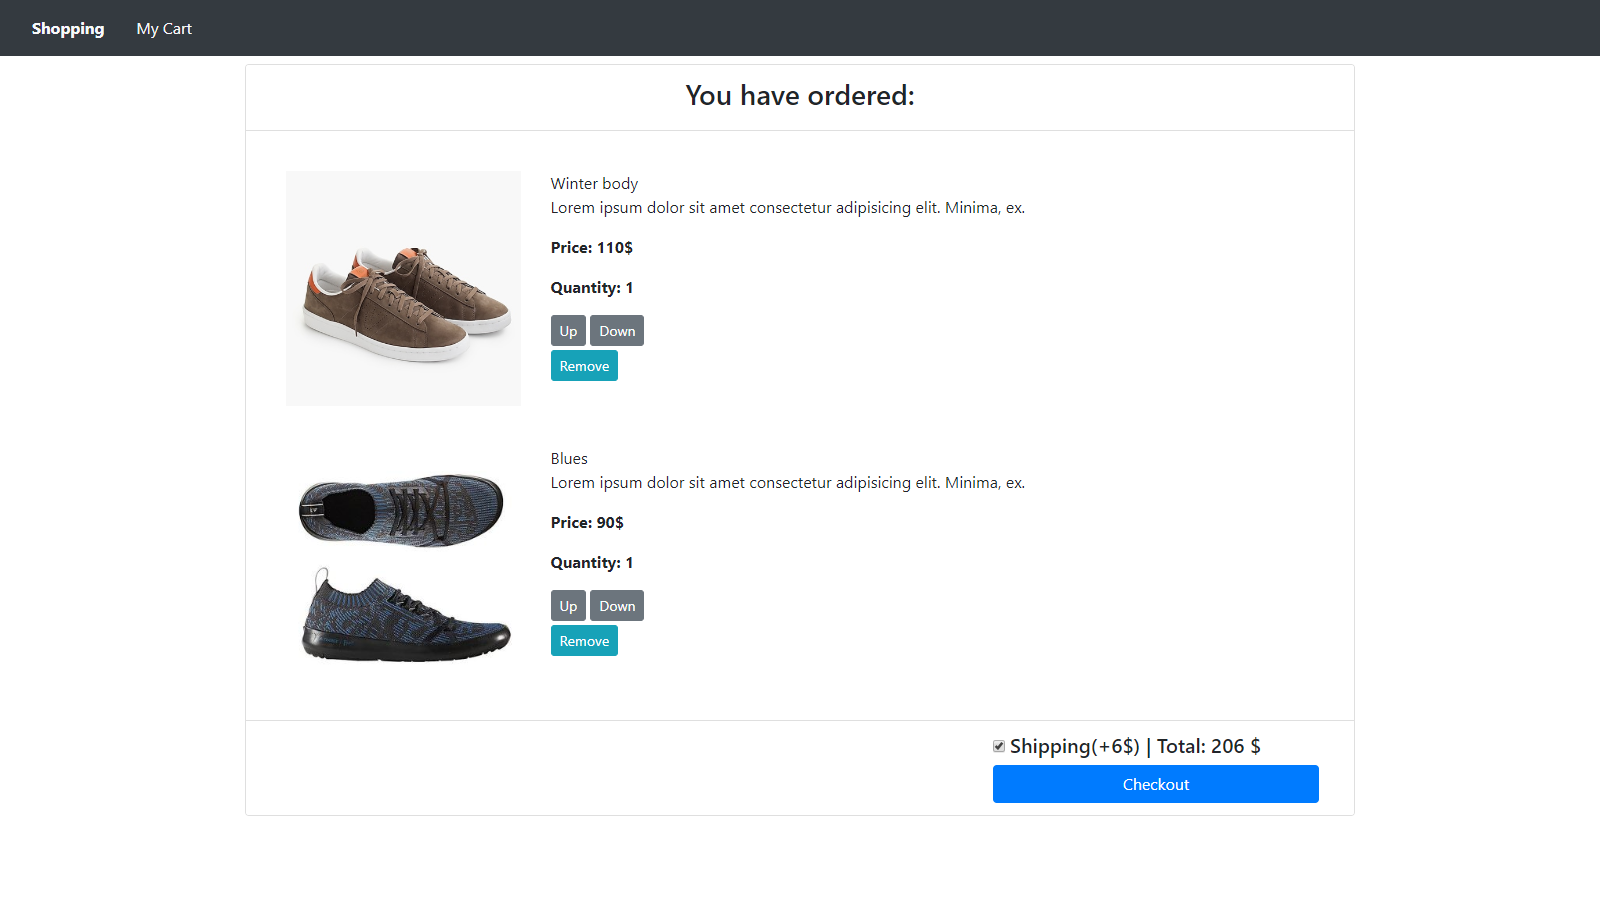 Shopping My Cart
You have ordered:
Winter body
Lorem ipsum dolor sit amet consectetur adipisicing elit. Minima, ex.
Price: 110$
Quantity: 1
Up Down
Remove
Blues
Lorem ipsum dolor sit amet consectetur adipisicing elit. Minima, ex.
Price: 90$
Quantity: 1
Up Down
Remove
Shipping(+6$) | Total: 206 $
Checkout